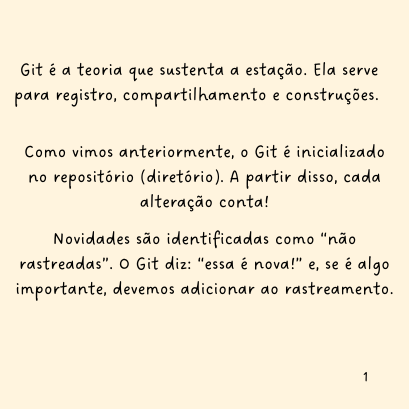 Git é a teoria que sustenta a estação. Ela serve
para registro, compartilhamento e construções.
Como vimos anteriormente, o Git é inicializado
no repositório (diretório). A partir disso, cada
alteração conta!
Novidades são identificadas como “não
rastreadas”. O Git diz: “essa é nova!” e, se é algo
importante, devemos adicionar ao rastreamento.
1